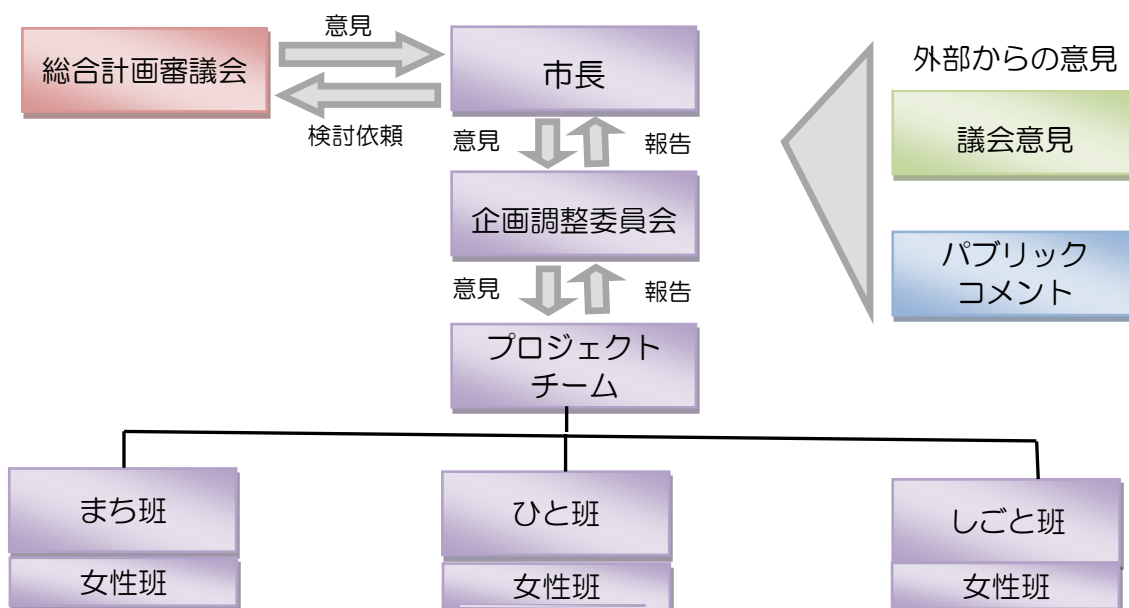 意見
総合計画審議会
市長
外部からの意見
検討依頼
意見
報告
議会意見
企画調整委員会
パブリック
コメント
意見
報告
プロジェクト
チーム
まち班
ひと班
しごと班
女性班
女性班
女性班